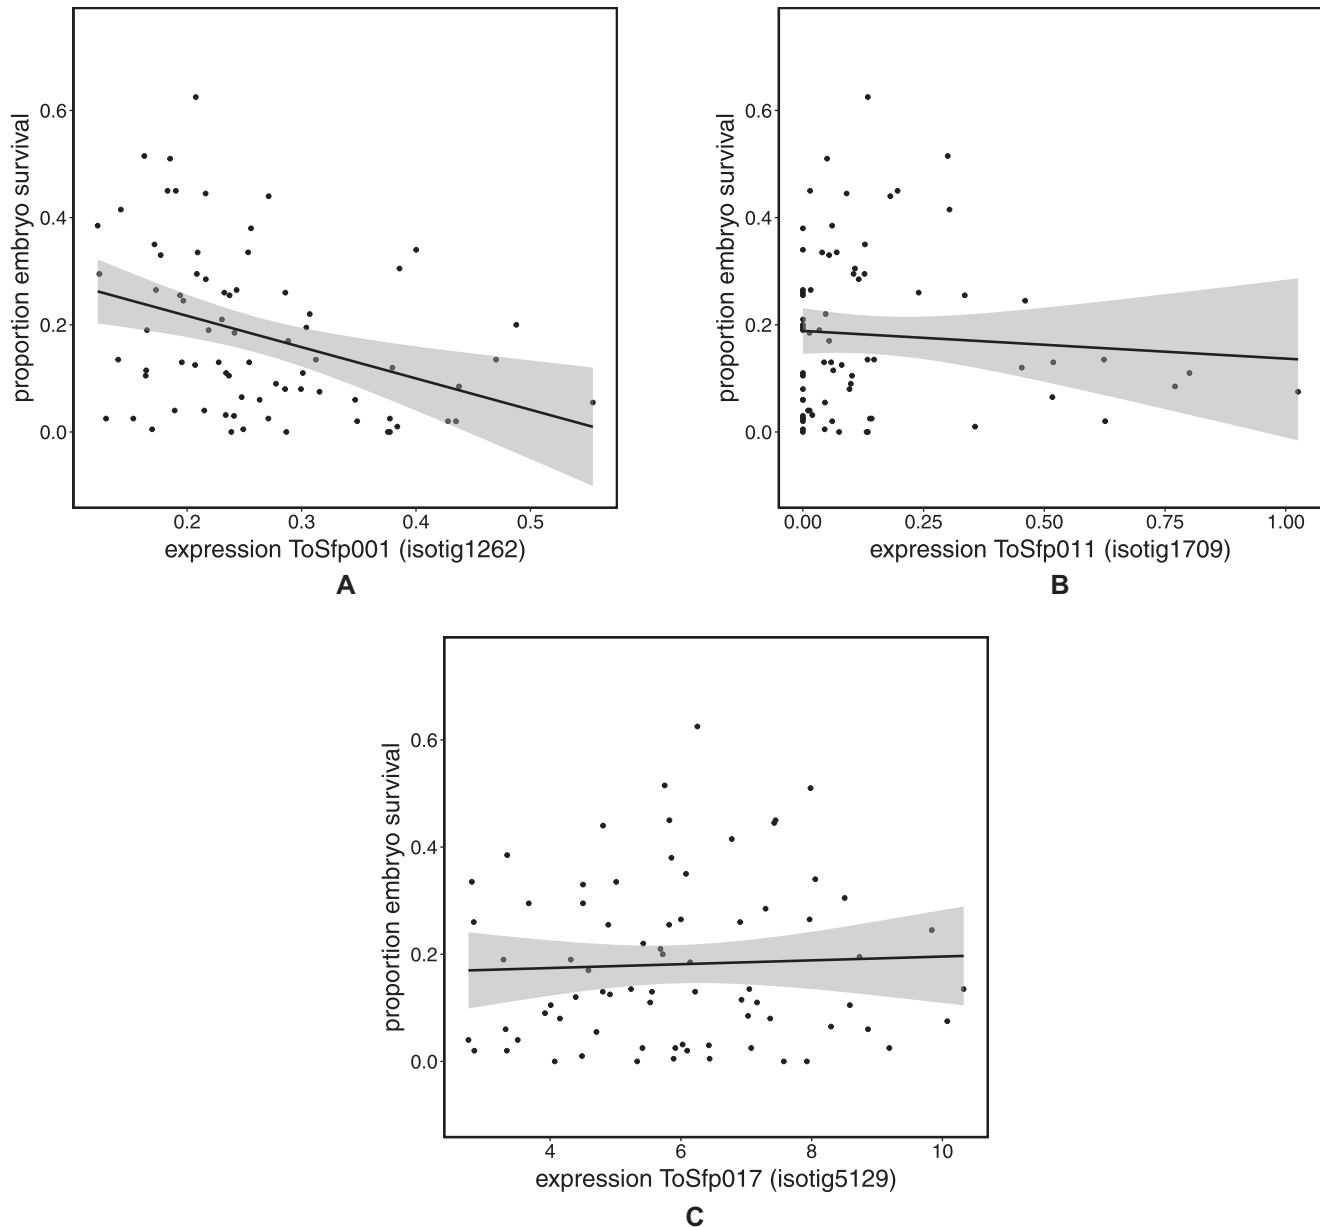 proportion embryo survival
0.6
0.4
0.2
0.0
0.2 0.3 0.4 0.5
expression ToSfp001 (isotig1262)
A
proportion embryo survival
0.6
0.4
0.2
0.0
0.00 0.25 0.50 0.75 1.00
expression ToSfp011 (isotig1709)
B
proportion embryo survival
0.6
0.4
0.2
0.0
4 6 8 10
expression ToSfp017 (isotig5129)
C